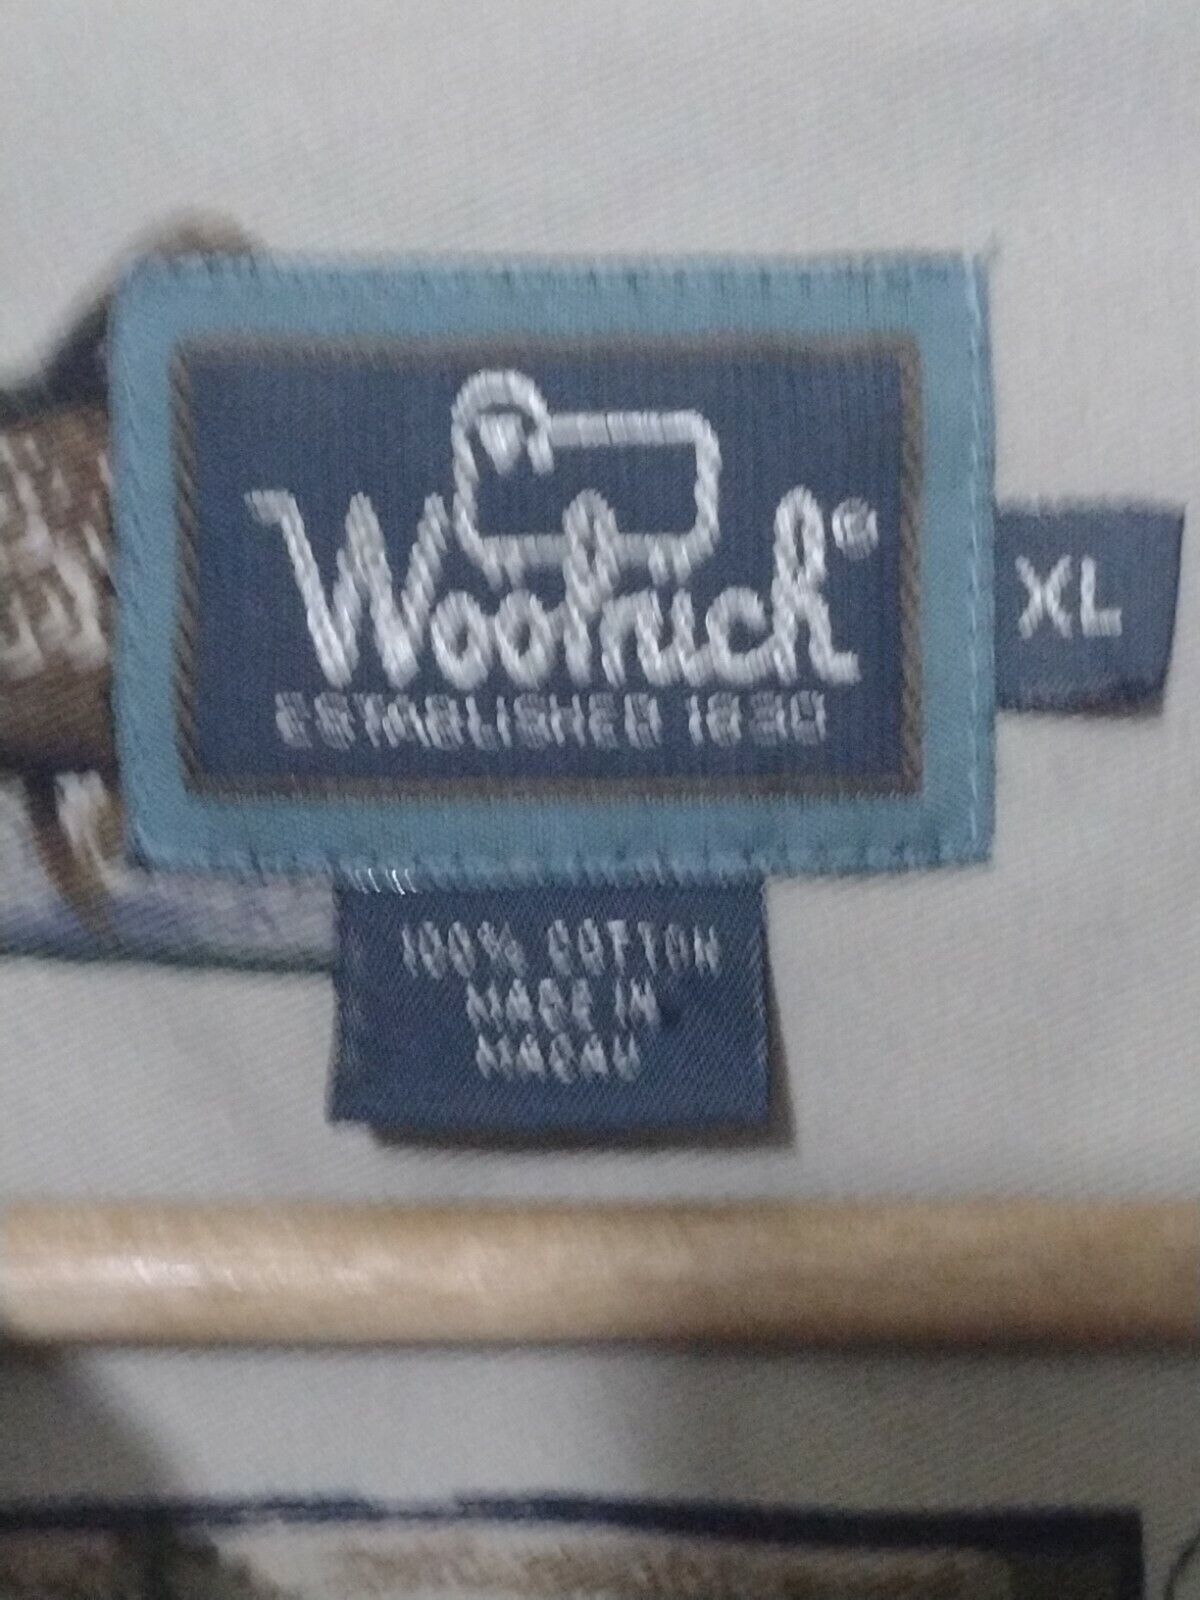 Woolrich®
ESTABLISHED 1830
XL
100% COTTON
MADE IN
MACAU